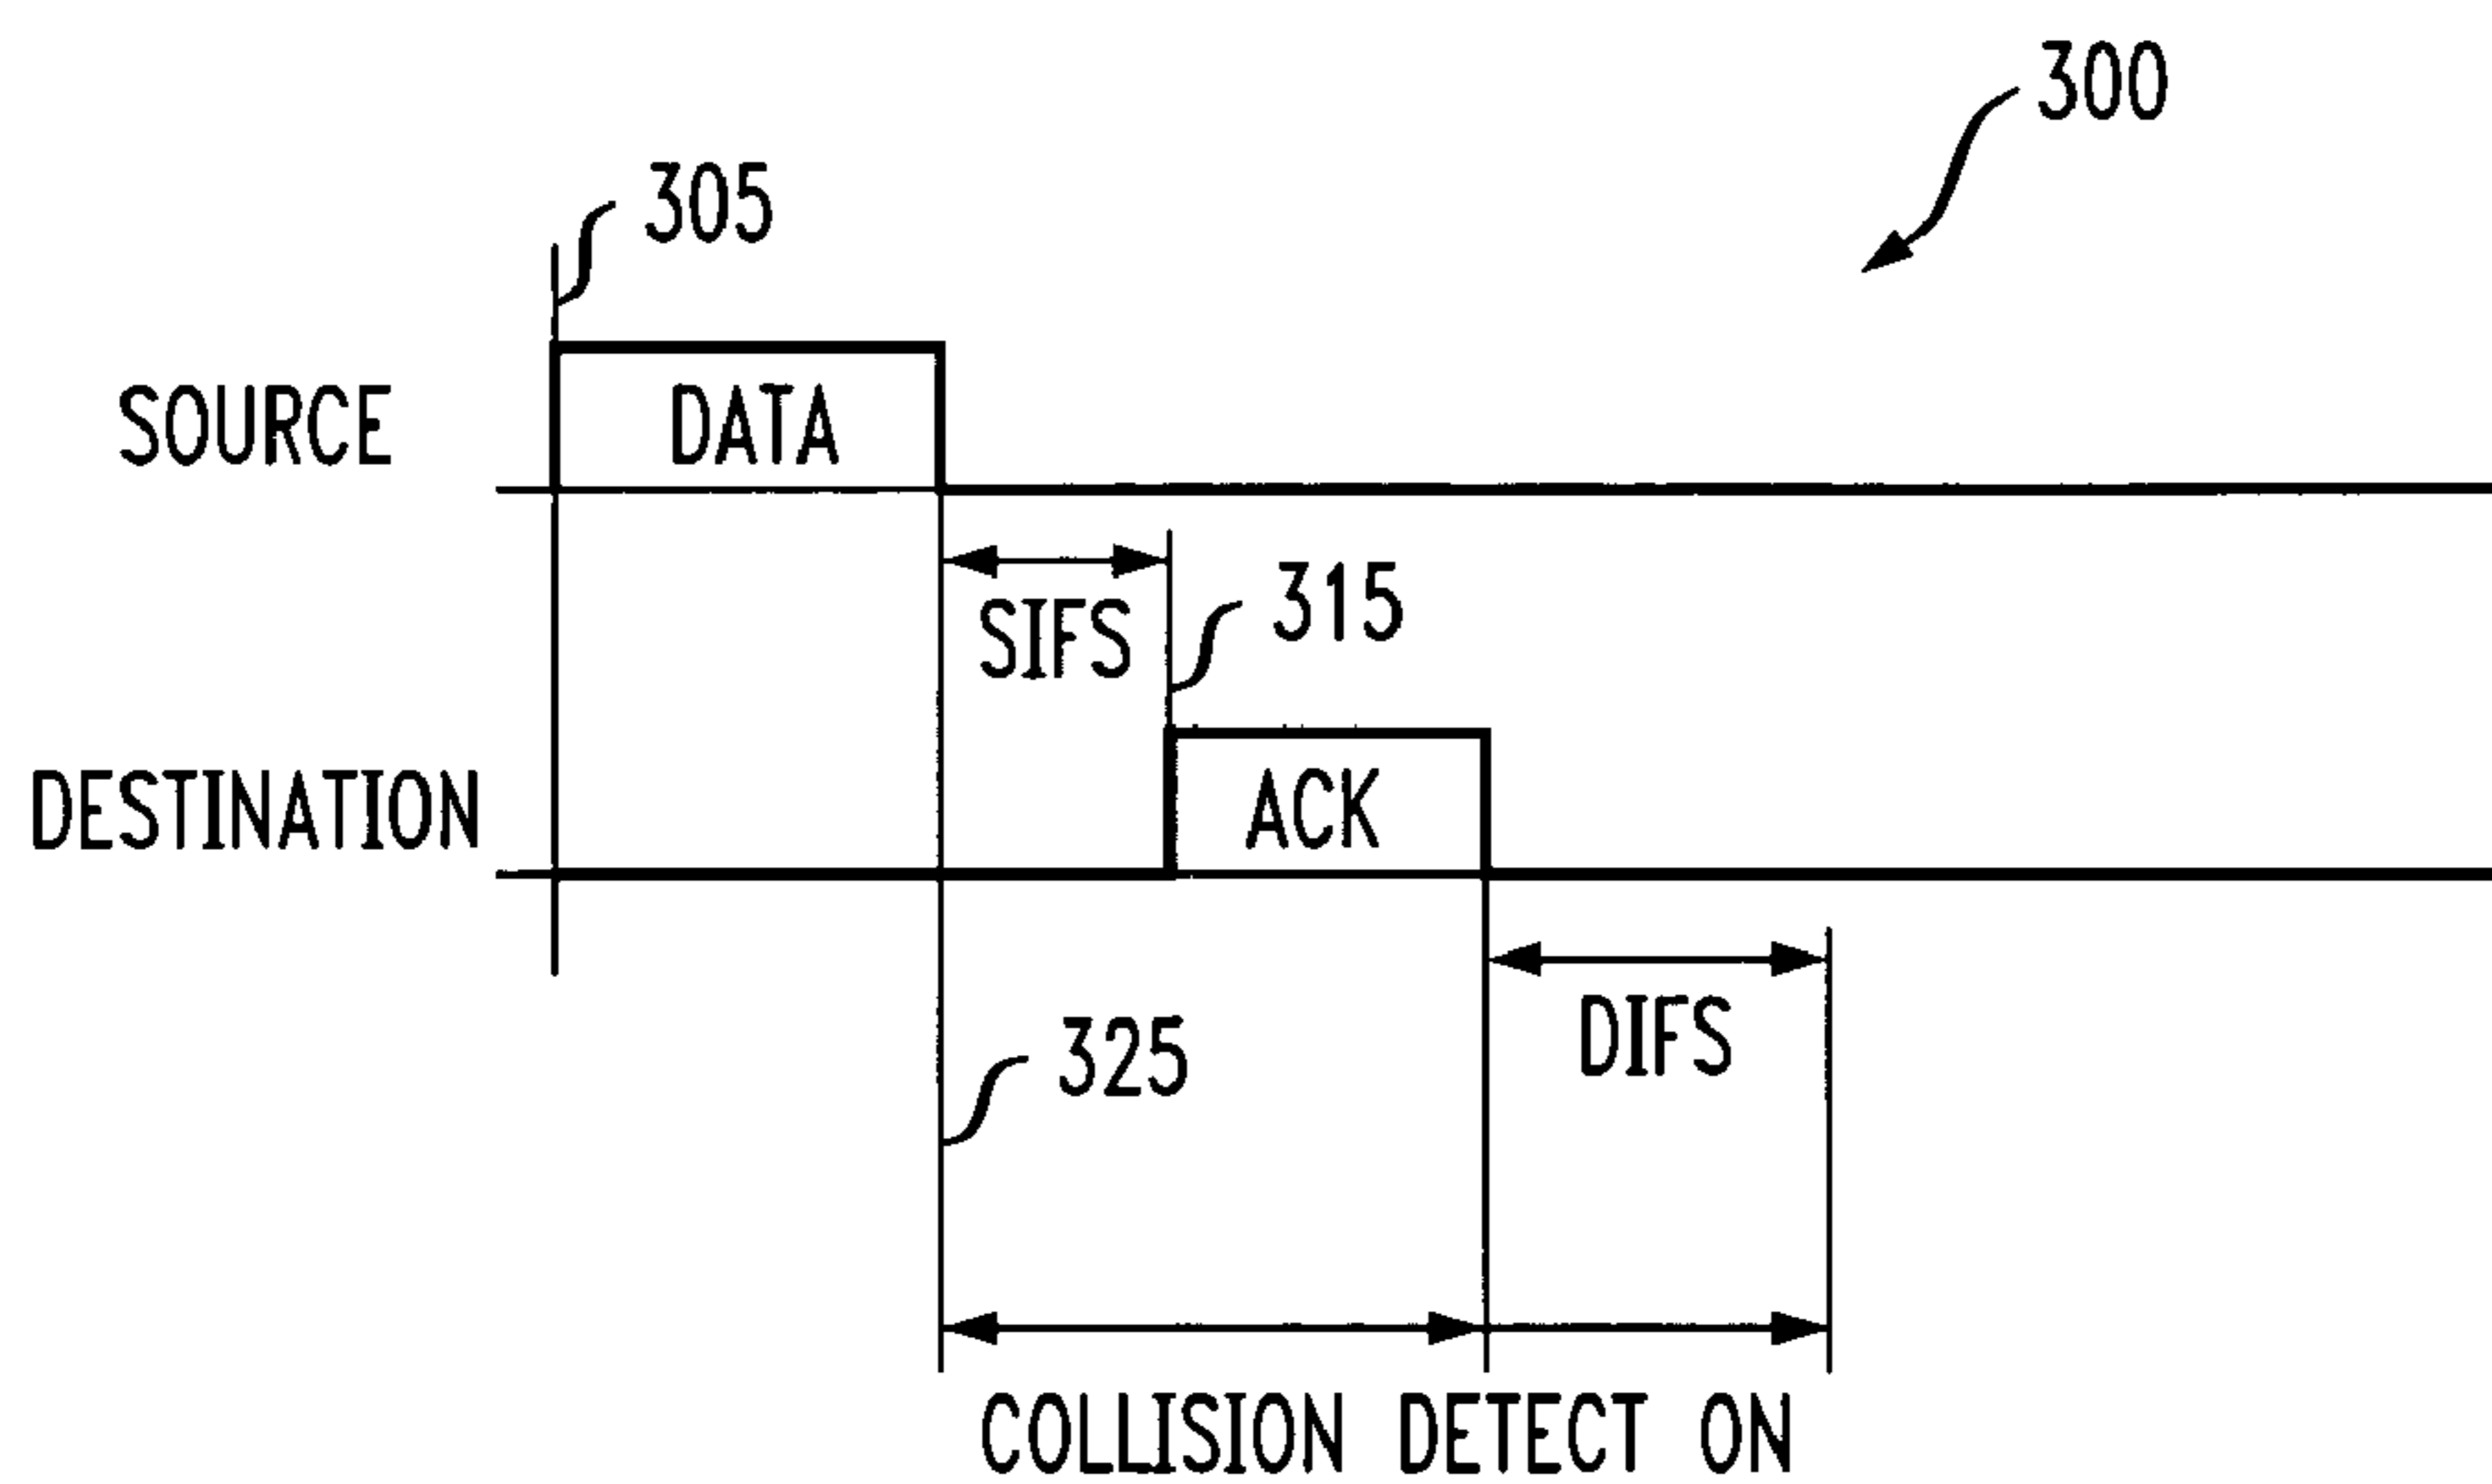 300
305
SOURCE
DATA
SIFS
315
DESTINATION
ACK
325
DIFS
COLLISION DETECT ON